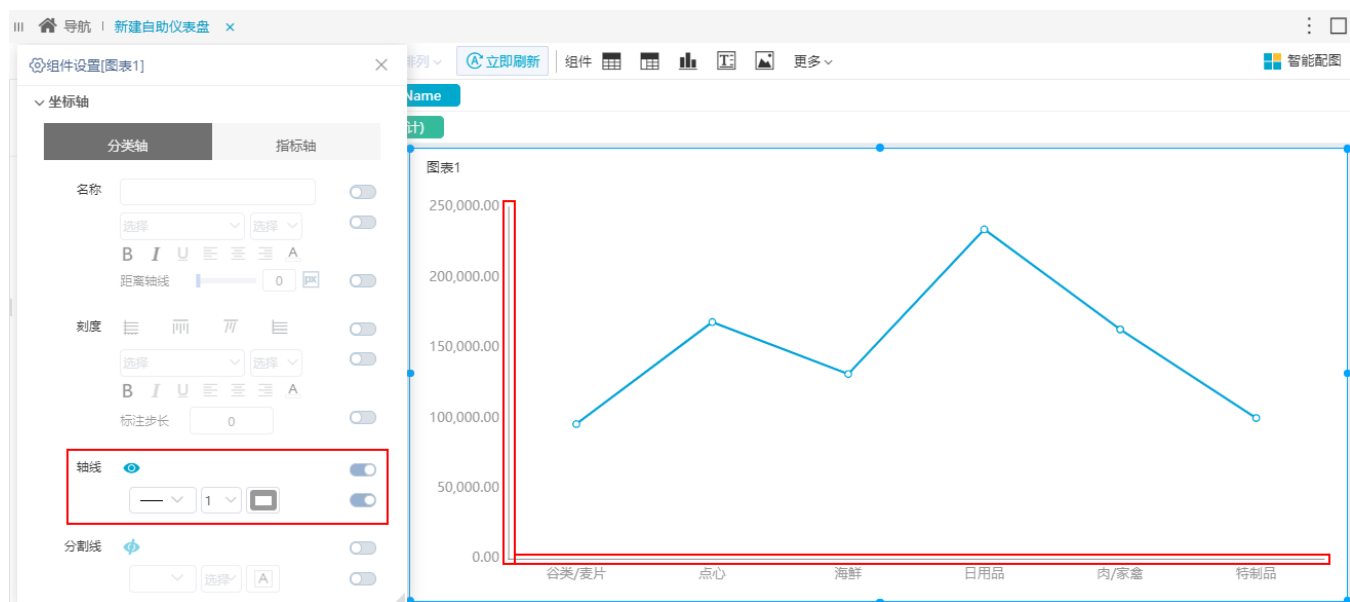 导航 新建自助仪表盘 ×
组件设置[图表1] ×
列 立即刷新 组件 更多 智能配图
坐标轴
Name
分类轴 指标轴
计)
图表1
名称
选择 选择
B I U A
距离轴线 0 px
刻度
选择 选择
B I U A
标注步长 0
轴线
1
分割线
选择 A
250,000.00
200,000.00
150,000.00
100,000.00
50,000.00
0.00
谷类/麦片 点心 海鲜 日用品 肉/家禽 特制品